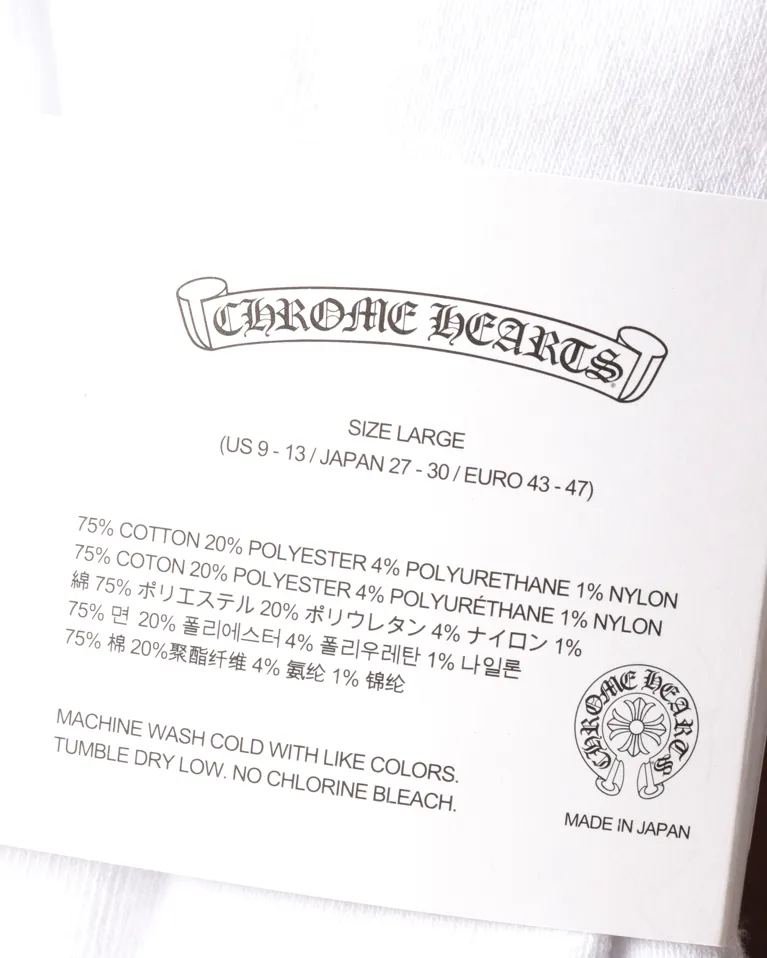 CHROME HEARTS®
SIZE LARGE
(US 9 - 13 / JAPAN 27 - 30 / EURO 43 - 47)
75% COTTON 20% POLYESTER 4% POLYURETHANE 1% NYLON
75% COTON 20% POLYESTER 4% POLYURÉTHANE 1% NYLON
綿 75% ポリエステル 20% ポリウレタン 4% ナイロン 1%
75% 면 20% 폴리에스터 4% 폴리우레탄 1% 나일론
75% 棉 20%聚酯纤维 4% 氨纶 1% 锦纶
MACHINE WASH COLD WITH LIKE COLORS.
TUMBLE DRY LOW. NO CHLORINE BLEACH.
CHROME HEARTS
MADE IN JAPAN